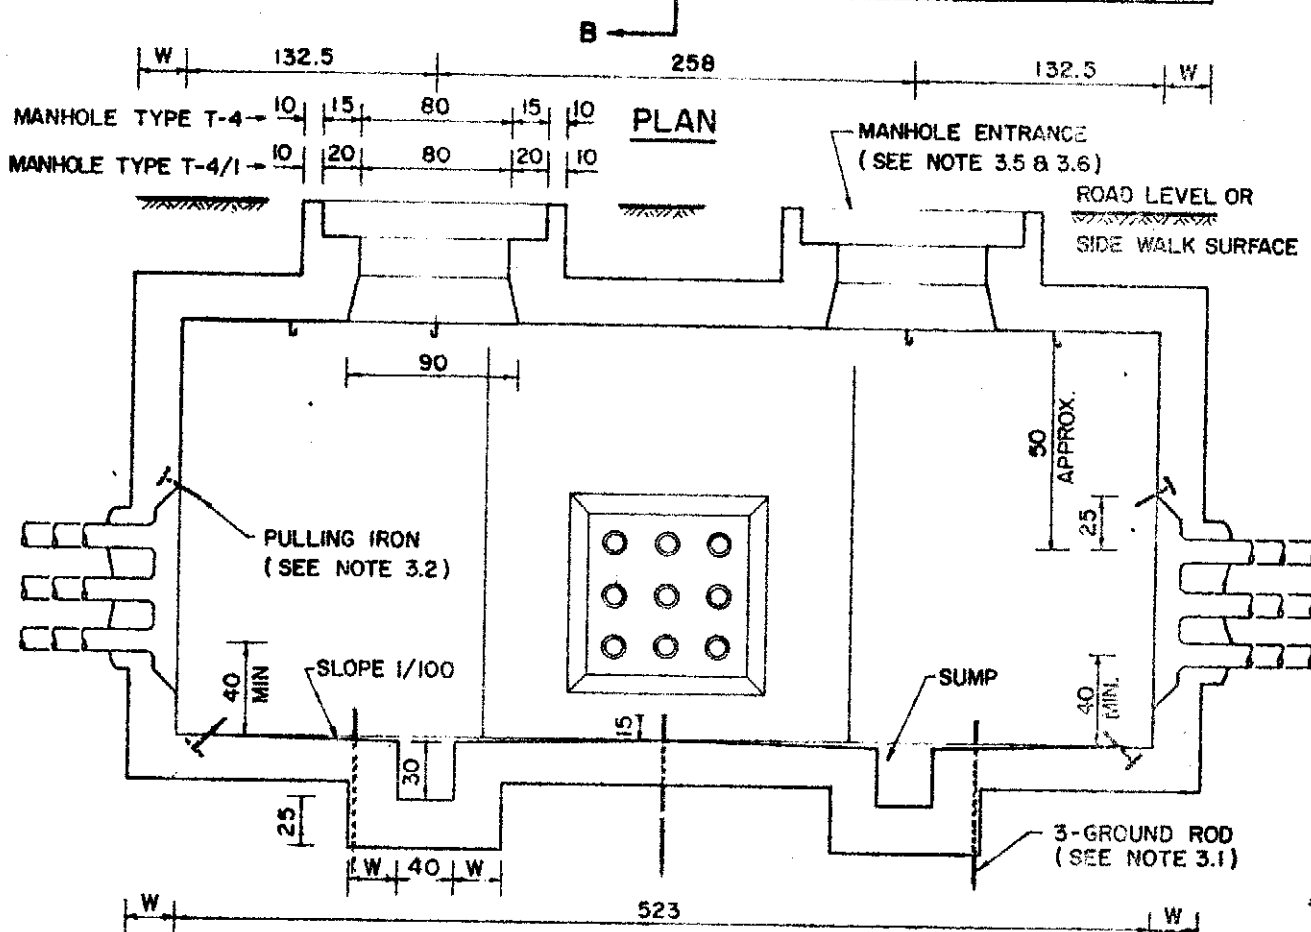 B
W 132.5 258 132.5 W
MANHOLE TYPE T-4 10 15 80 15 10
PLAN
MANHOLE ENTRANCE
(SEE NOTE 3.5 & 3.6)
MANHOLE TYPE T-4/1 10 20 80 20 10
ROAD LEVEL OR
SIDE WALK SURFACE
90
50
APPROX.
25
PULLING IRON
(SEE NOTE 3.2)
40
MIN
SLOPE 1/100
SUMP
40
MIN.
15
30
25
3-GROUND ROD
(SEE NOTE 3.1)
W 40 W
W 523 W